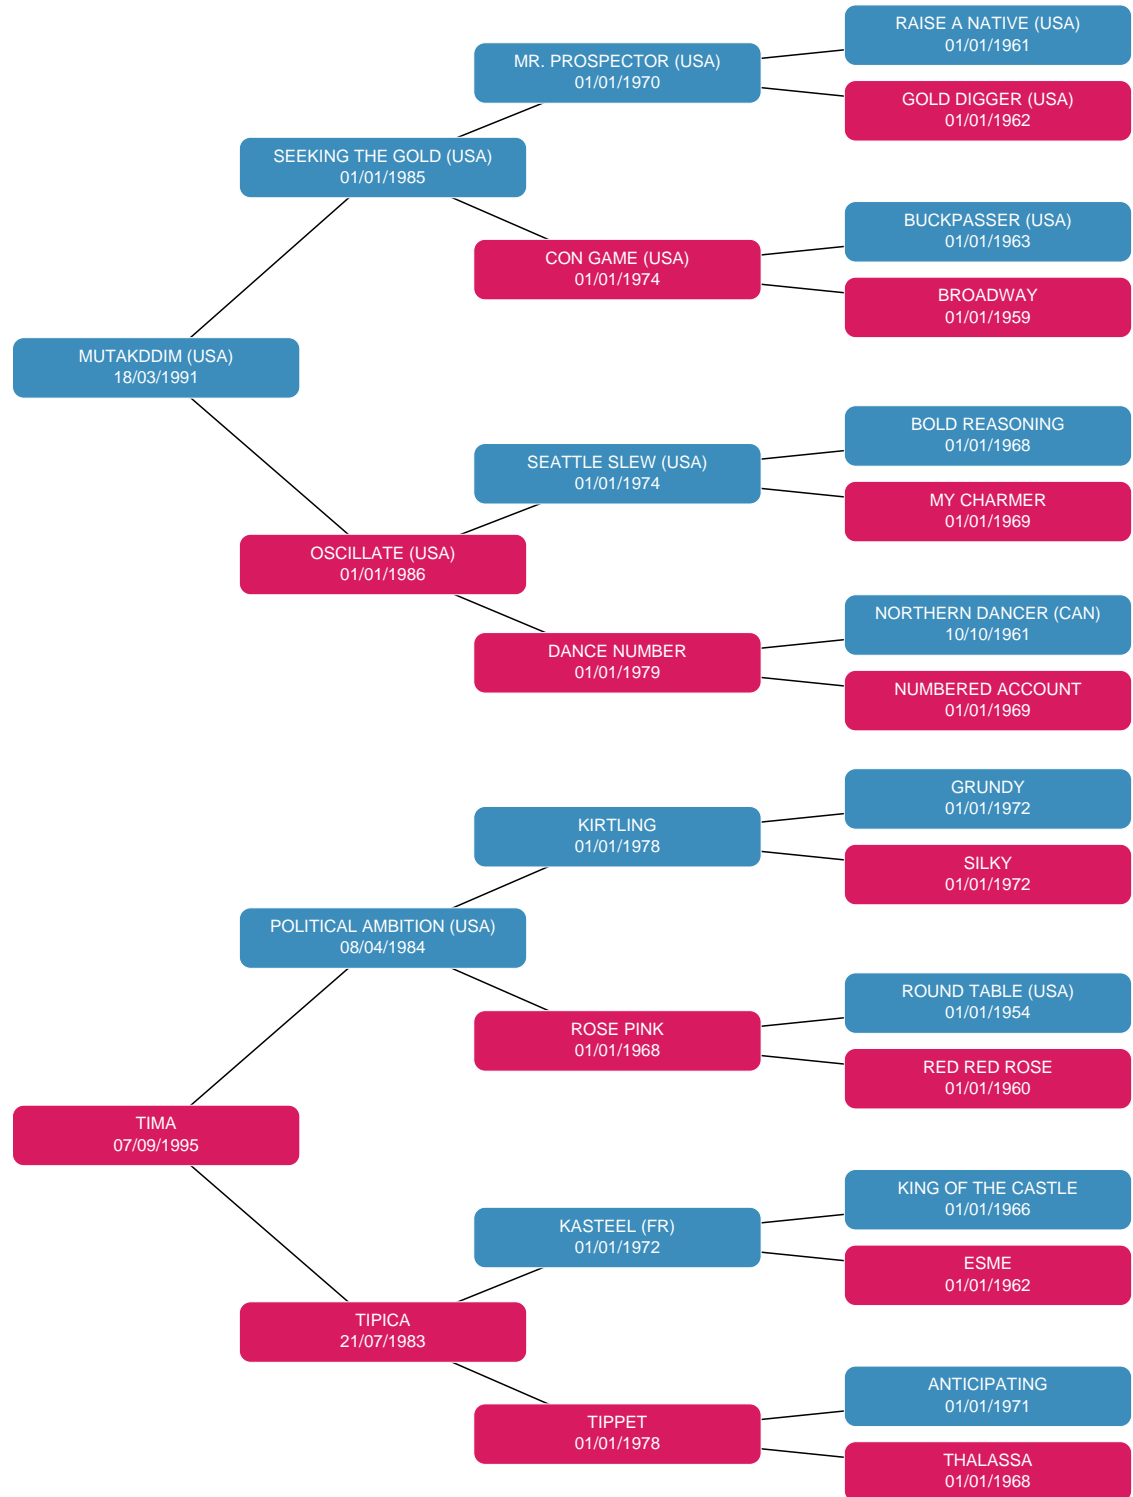 RAISE A NATIVE (USA)
01/01/1961
MR. PROSPECTOR (USA)
01/01/1970
GOLD DIGGER (USA)
01/01/1962
SEEKING THE GOLD (USA)
01/01/1985
BUCKPASSER (USA)
01/01/1963
CON GAME (USA)
01/01/1974
BROADWAY
01/01/1959
MUTAKDDIM (USA)
18/03/1991
BOLD REASONING
01/01/1968
SEATTLE SLEW (USA)
01/01/1974
MY CHARMER
01/01/1969
OSCILLATE (USA)
01/01/1986
NORTHERN DANCER (CAN)
10/10/1961
DANCE NUMBER
01/01/1979
NUMBERED ACCOUNT
01/01/1969
GRUNDY
01/01/1972
KIRTLING
01/01/1978
SILKY
01/01/1972
POLITICAL AMBITION (USA)
08/04/1984
ROUND TABLE (USA)
01/01/1954
ROSE PINK
01/01/1968
RED RED ROSE
01/01/1960
TIMA
07/09/1995
KING OF THE CASTLE
01/01/1966
KASTEEL (FR)
01/01/1972
ESME
01/01/1962
TIPICA
21/07/1983
ANTICIPATING
01/01/1971
TIPPET
01/01/1978
THALASSA
01/01/1968